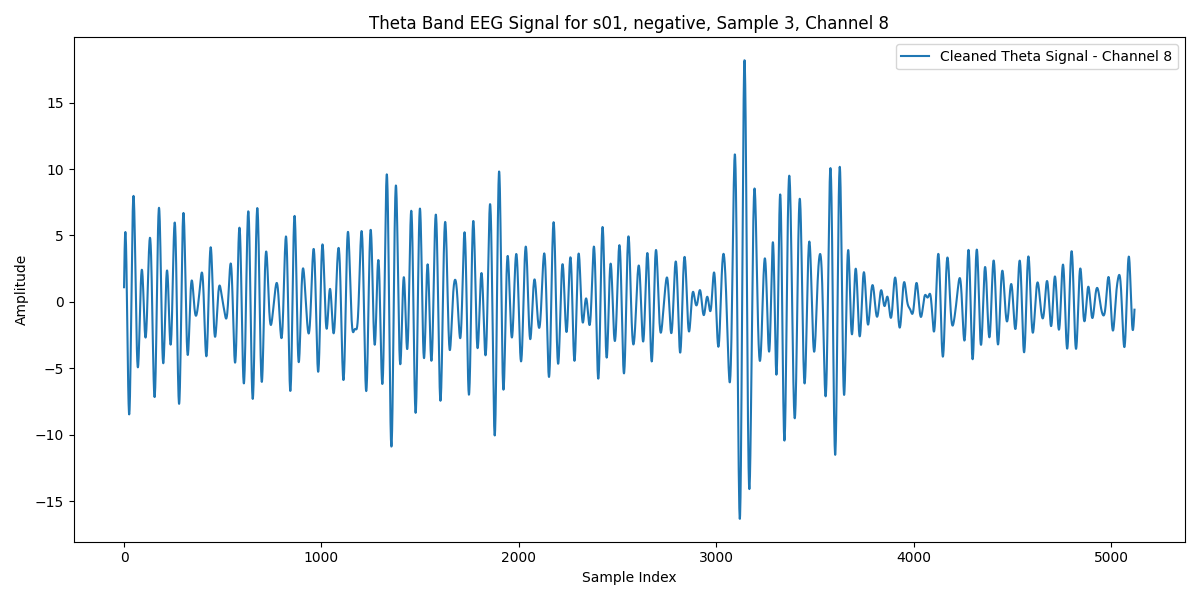 Theta Band EEG Signal for s01, negative, Sample 3, Channel 8
Cleaned Theta Signal - Channel 8
Amplitude
15
10
5
0
−5
−10
−15
0 1000 2000 3000 4000 5000
Sample Index